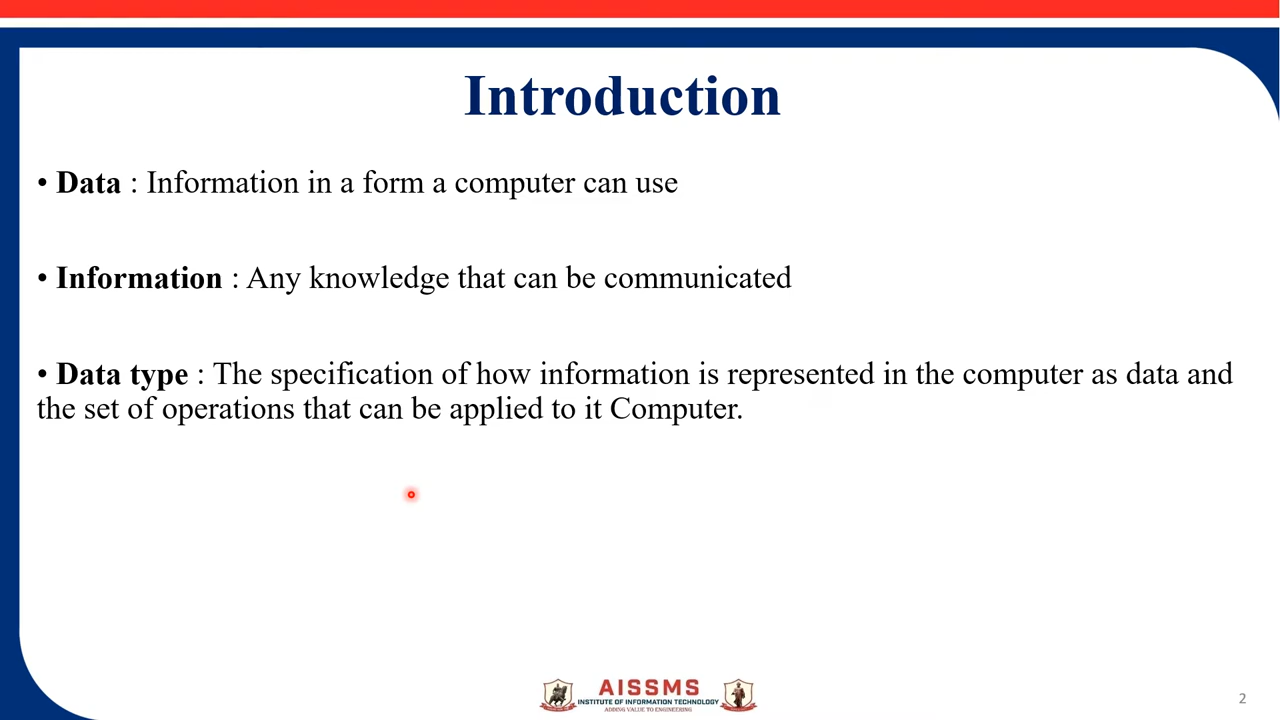 Introduction
• Data : Information in a form a computer can use
• Information : Any knowledge that can be communicated
• Data type : The specification of how information is represented in the computer as data and
the set of operations that can be applied to it Computer.
AISSMS
INSTITUTE OF INFORMATION TECHNOLOGY
ADDING VALUE TO ENGINEERING
2